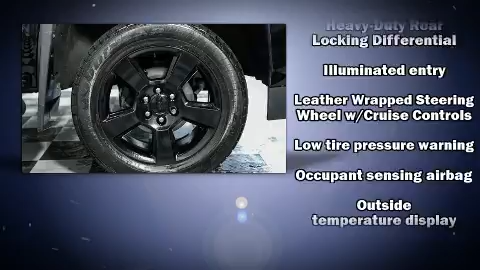 Heavy-Duty Rear
Locking Differential
Illuminated entry
Leather Wrapped Steering
Wheel w/Cruise Controls
Low tire pressure warning
Occupant sensing airbag
Outside
temperature display